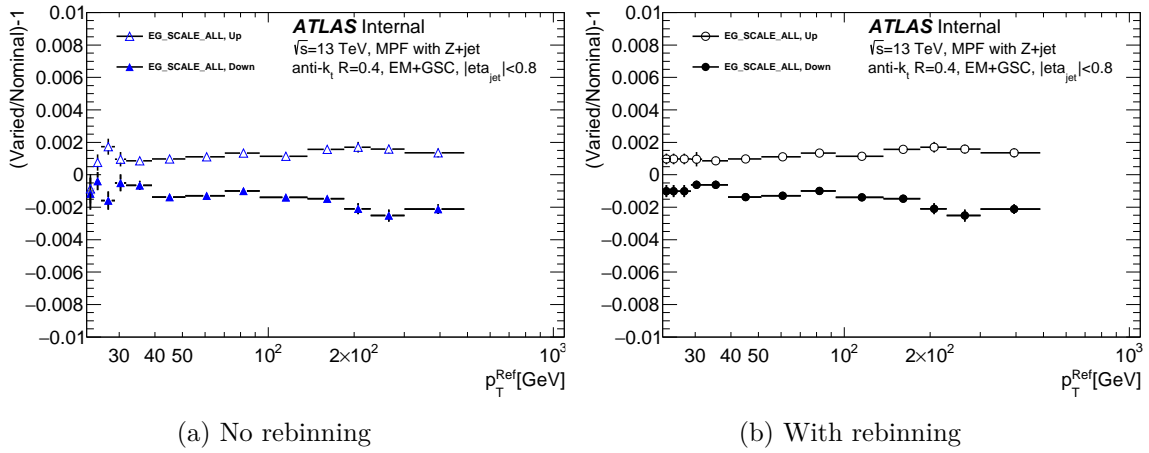 (Varied/Nominal)-1
0.01
0.008
0.006
0.004
0.002
0
−0.002
−0.004
−0.006
−0.008
−0.01
EG_SCALE_ALL, Up
EG_SCALE_ALL, Down
ATLAS Internal
√s=13 TeV, MPF with Z+jet
anti-k_t R=0.4, EM+GSC, |eta_jet|<0.8
30 40 50 10² 2×10² 10³
p_T^Ref[GeV]
(a) No rebinning
(Varied/Nominal)-1
0.01
0.008
0.006
0.004
0.002
0
−0.002
−0.004
−0.006
−0.008
−0.01
EG_SCALE_ALL, Up
EG_SCALE_ALL, Down
ATLAS Internal
√s=13 TeV, MPF with Z+jet
anti-k_t R=0.4, EM+GSC, |eta_jet|<0.8
30 40 50 10² 2×10² 10³
p_T^Ref[GeV]
(b) With rebinning